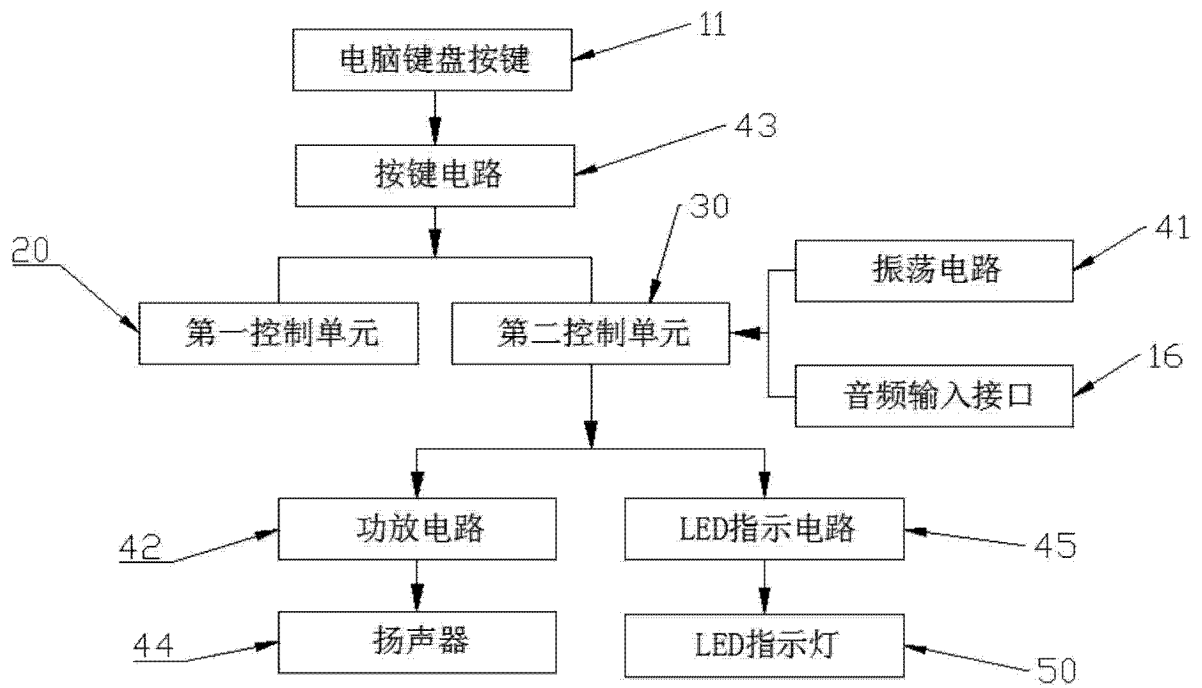 11
电脑键盘按键
43
按键电路
30
20
41
振荡电路
第一控制单元
第二控制单元
16
音频输入接口
功放电路
LED指示电路
42
45
扬声器
LED指示灯
44
50